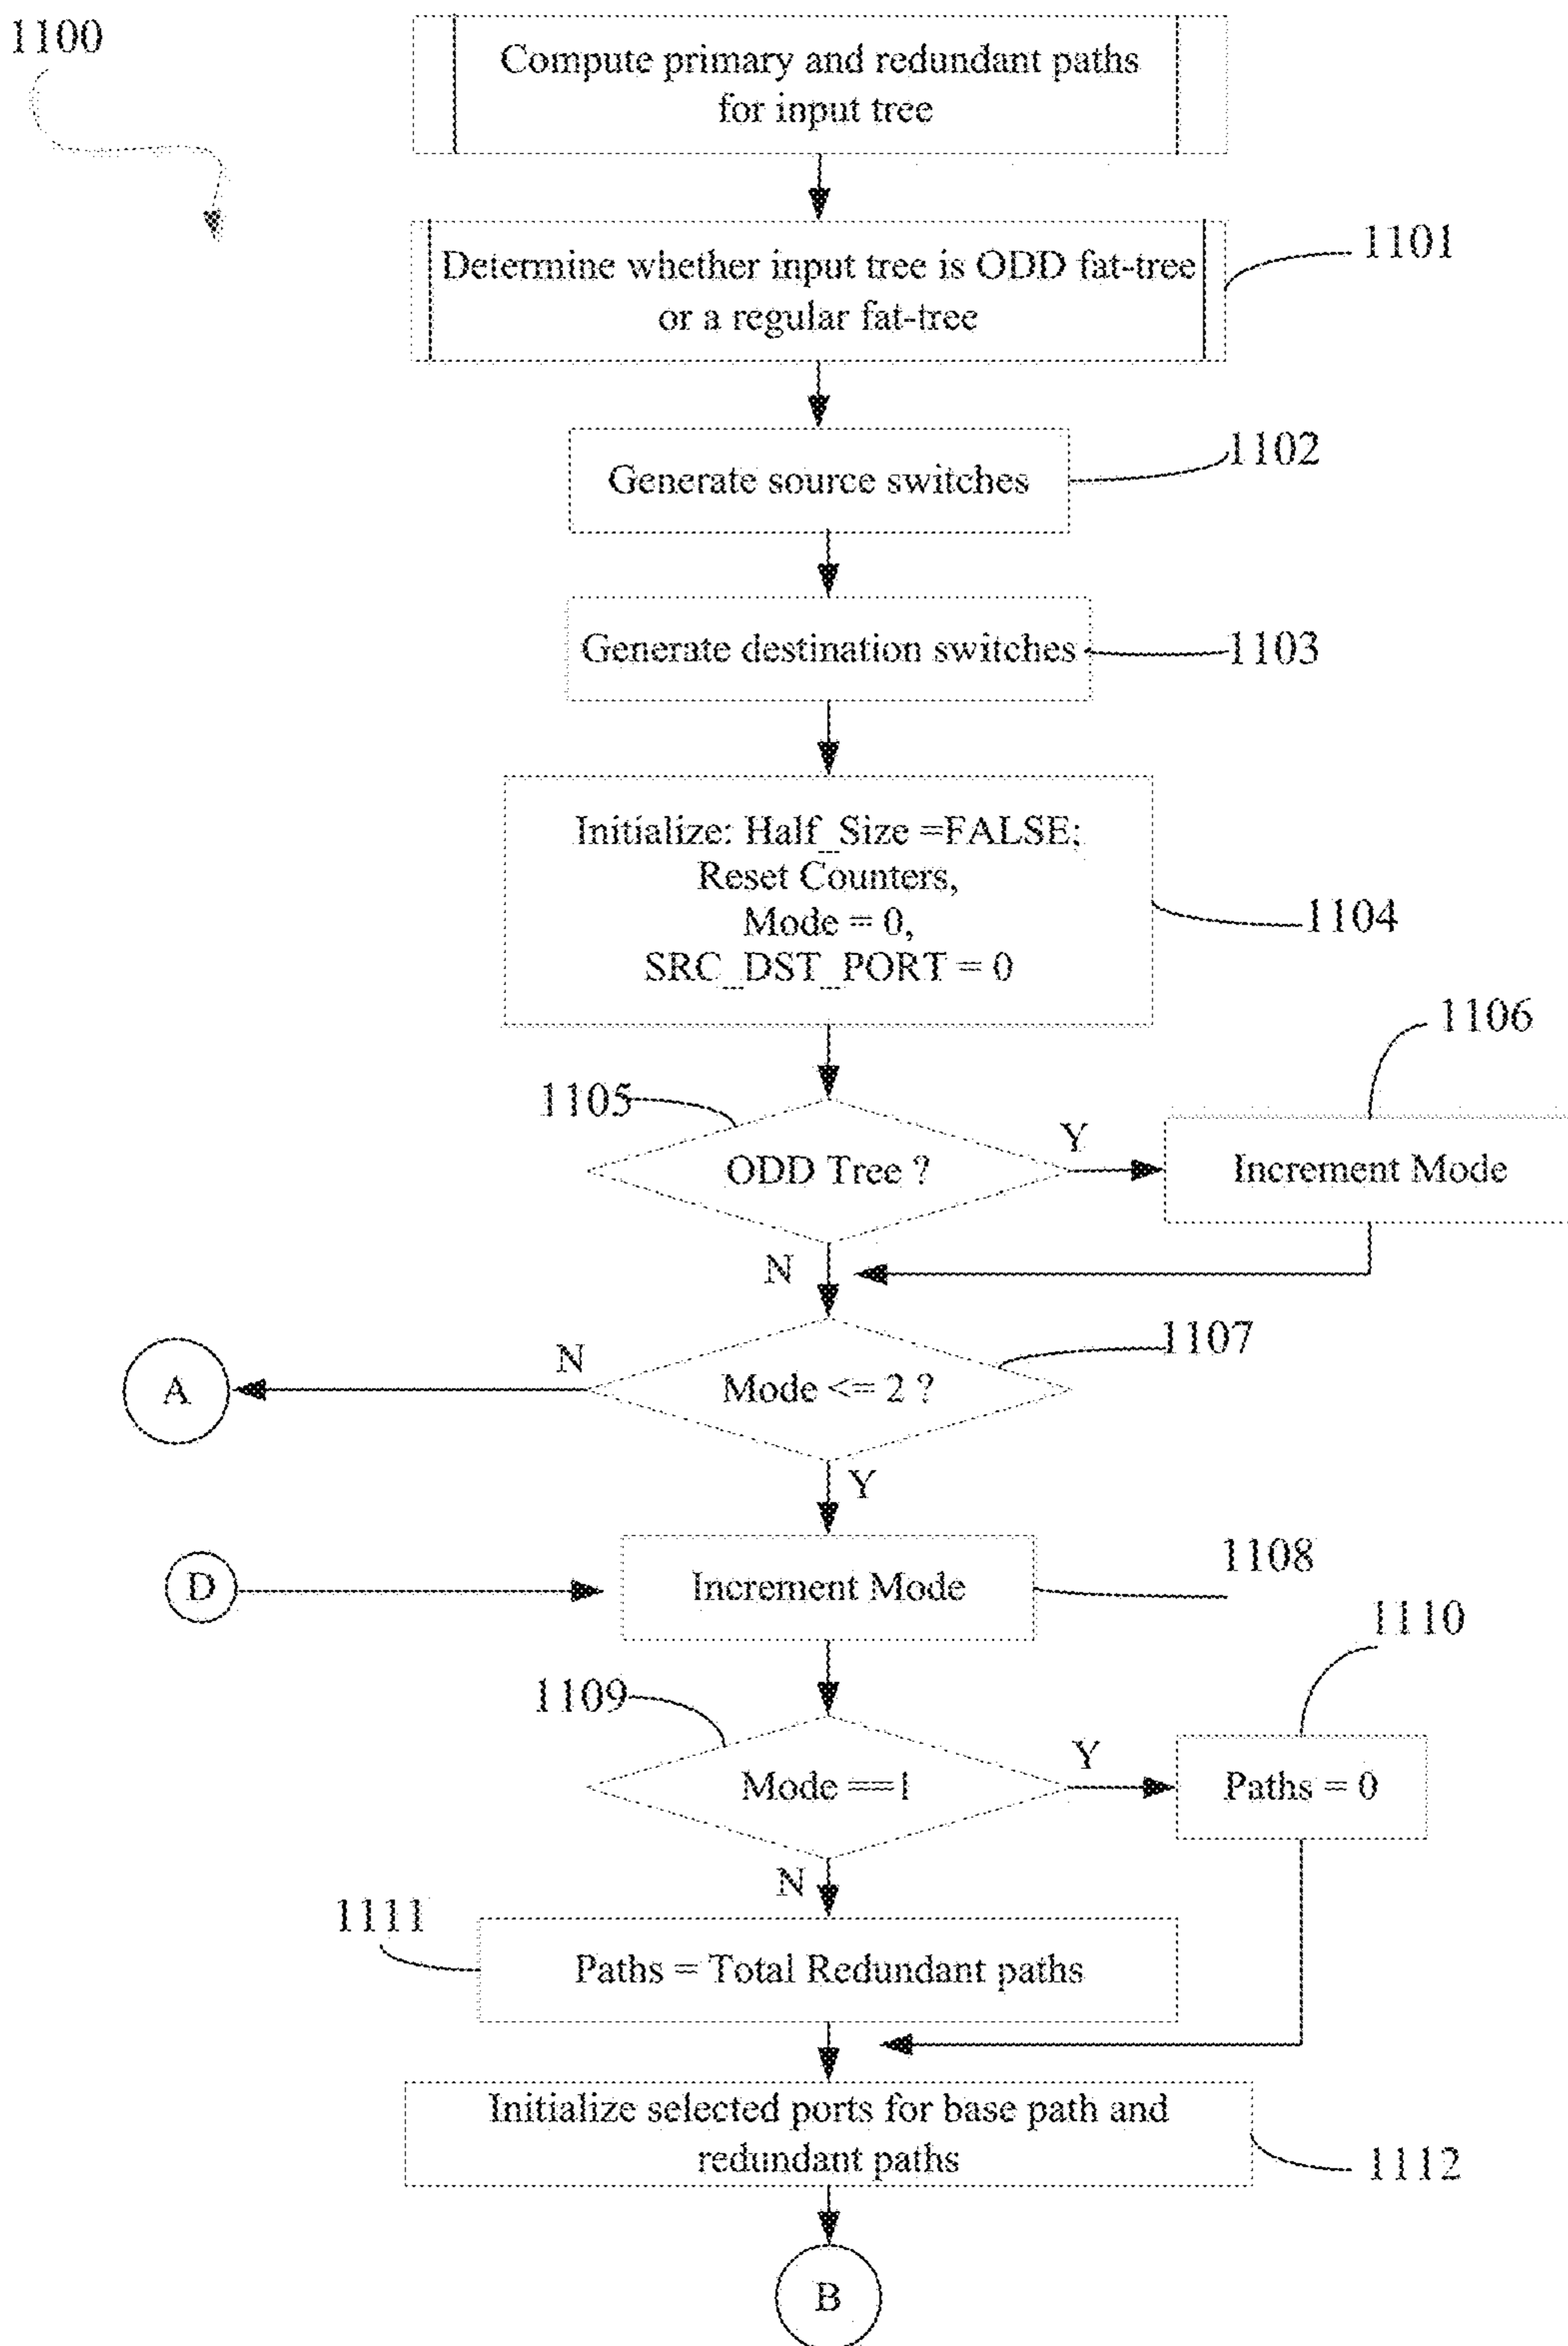 1100
Compute primary and redundant paths
for input tree
Determine whether input tree is ODD fat-tree
or a regular fat-tree
1101
Generate source switches
1102
Generate destination switches
1103
Initialize: Half_Size =FALSE;
Reset Counters,
Mode = 0,
SRC_DST_PORT = 0
1104
1106
1105
ODD Tree ?
Y
Increment Mode
N
1107
A
N
Mode <= 2 ?
Y
D
Increment Mode
1108
1110
1109
Mode ==1
Y
Paths = 0
N
1111
Paths = Total Redundant paths
Initialize selected ports for base path and
redundant paths
1112
B